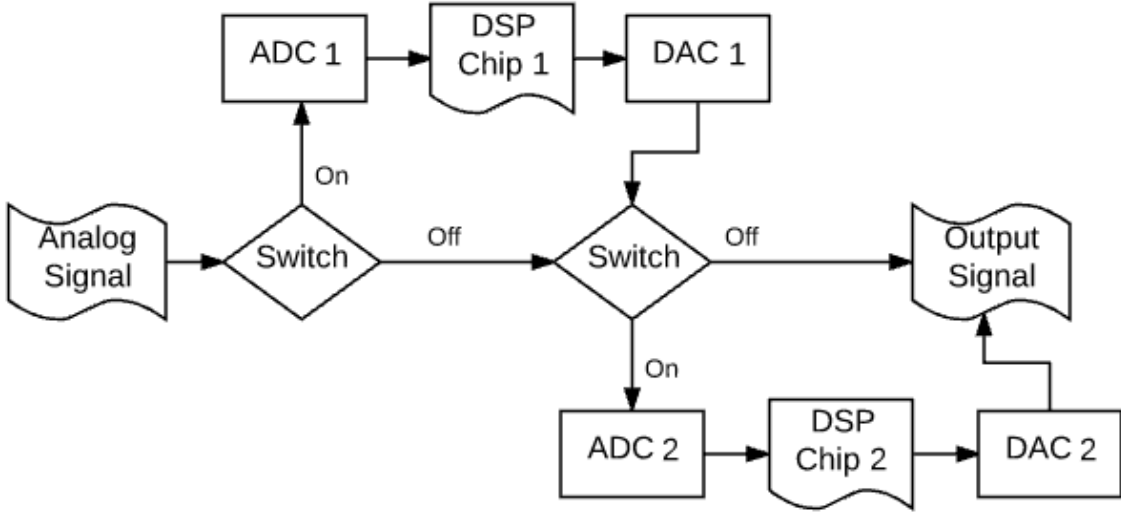 ADC 1
DSP
Chip 1
DAC 1
On
Analog
Signal
Switch
Off
Switch
Off
Output
Signal
On
ADC 2
DSP
Chip 2
DAC 2